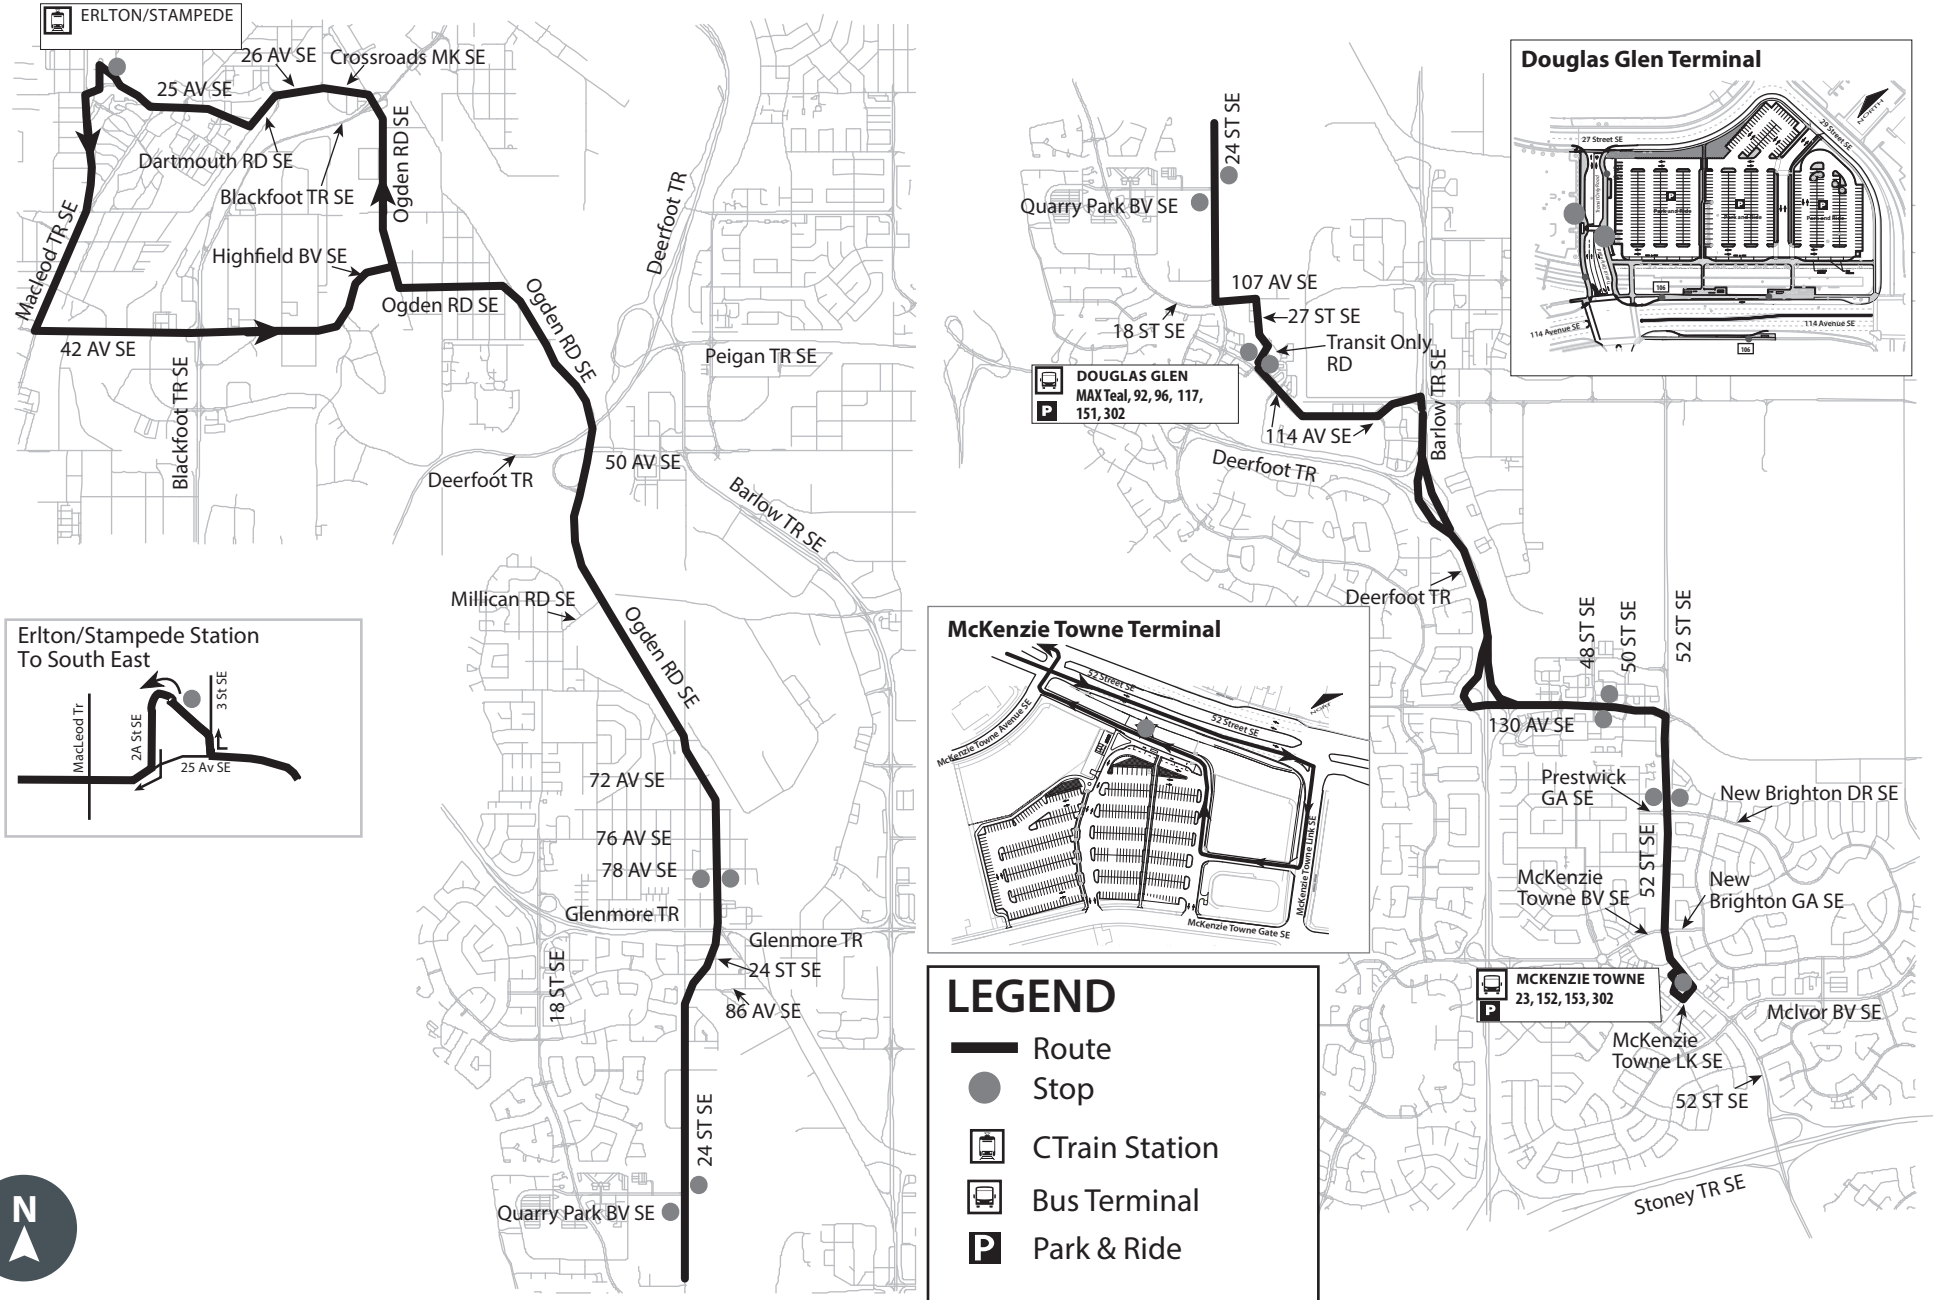 ERLTON/STAMPEDE
26 AV SE
Crossroads MK SE
25 AV SE
Ogden RD SE
Dartmouth RD SE
Blackfoot TR SE
Macleod TR SE
Highfield BV SE
Ogden RD SE
Ogden RD SE
Deerfoot TR
42 AV SE
Blackfoot TR SE
Peigan TR SE
50 AV SE
Deerfoot TR
Barlow TR SE
Millican RD SE
Ogden RD SE
Erlton/Stampede Station
To South East
MacLeod Tr
2A St SE
3 St SE
25 Av SE
72 AV SE
76 AV SE
78 AV SE
Glenmore TR
Glenmore TR
24 ST SE
18 ST SE
86 AV SE
24 ST SE
Quarry Park BV SE
N
24 ST SE
Quarry Park BV SE
107 AV SE
27 ST SE
18 ST SE
Transit Only
RD
DOUGLAS GLEN
MAX Teal, 92, 96, 117,
151, 302
P
114 AV SE
Barlow TR SE
Deerfoot TR
Deerfoot TR
Douglas Glen Terminal
NORTH
27 Street SE
29 Street SE
P
Park and Ride
P
Park and Ride
Park and Ride
106
114 Avenue SE
114 Avenue SE
106
McKenzie Towne Terminal
52 Street SE
52 Street SE
McKenzie Towne Avenue SE
McKenzie Towne Link SE
McKenzie Towne Gate SE
48 ST SE
50 ST SE
52 ST SE
130 AV SE
Prestwick
GA SE
New Brighton DR SE
52 ST SE
McKenzie
Towne BV SE
New
Brighton GA SE
MCKENZIE TOWNE
23, 152, 153, 302
P
McIvor BV SE
McKenzie
Towne LK SE
52 ST SE
Stoney TR SE
LEGEND
Route
Stop
CTrain Station
Bus Terminal
P Park & Ride